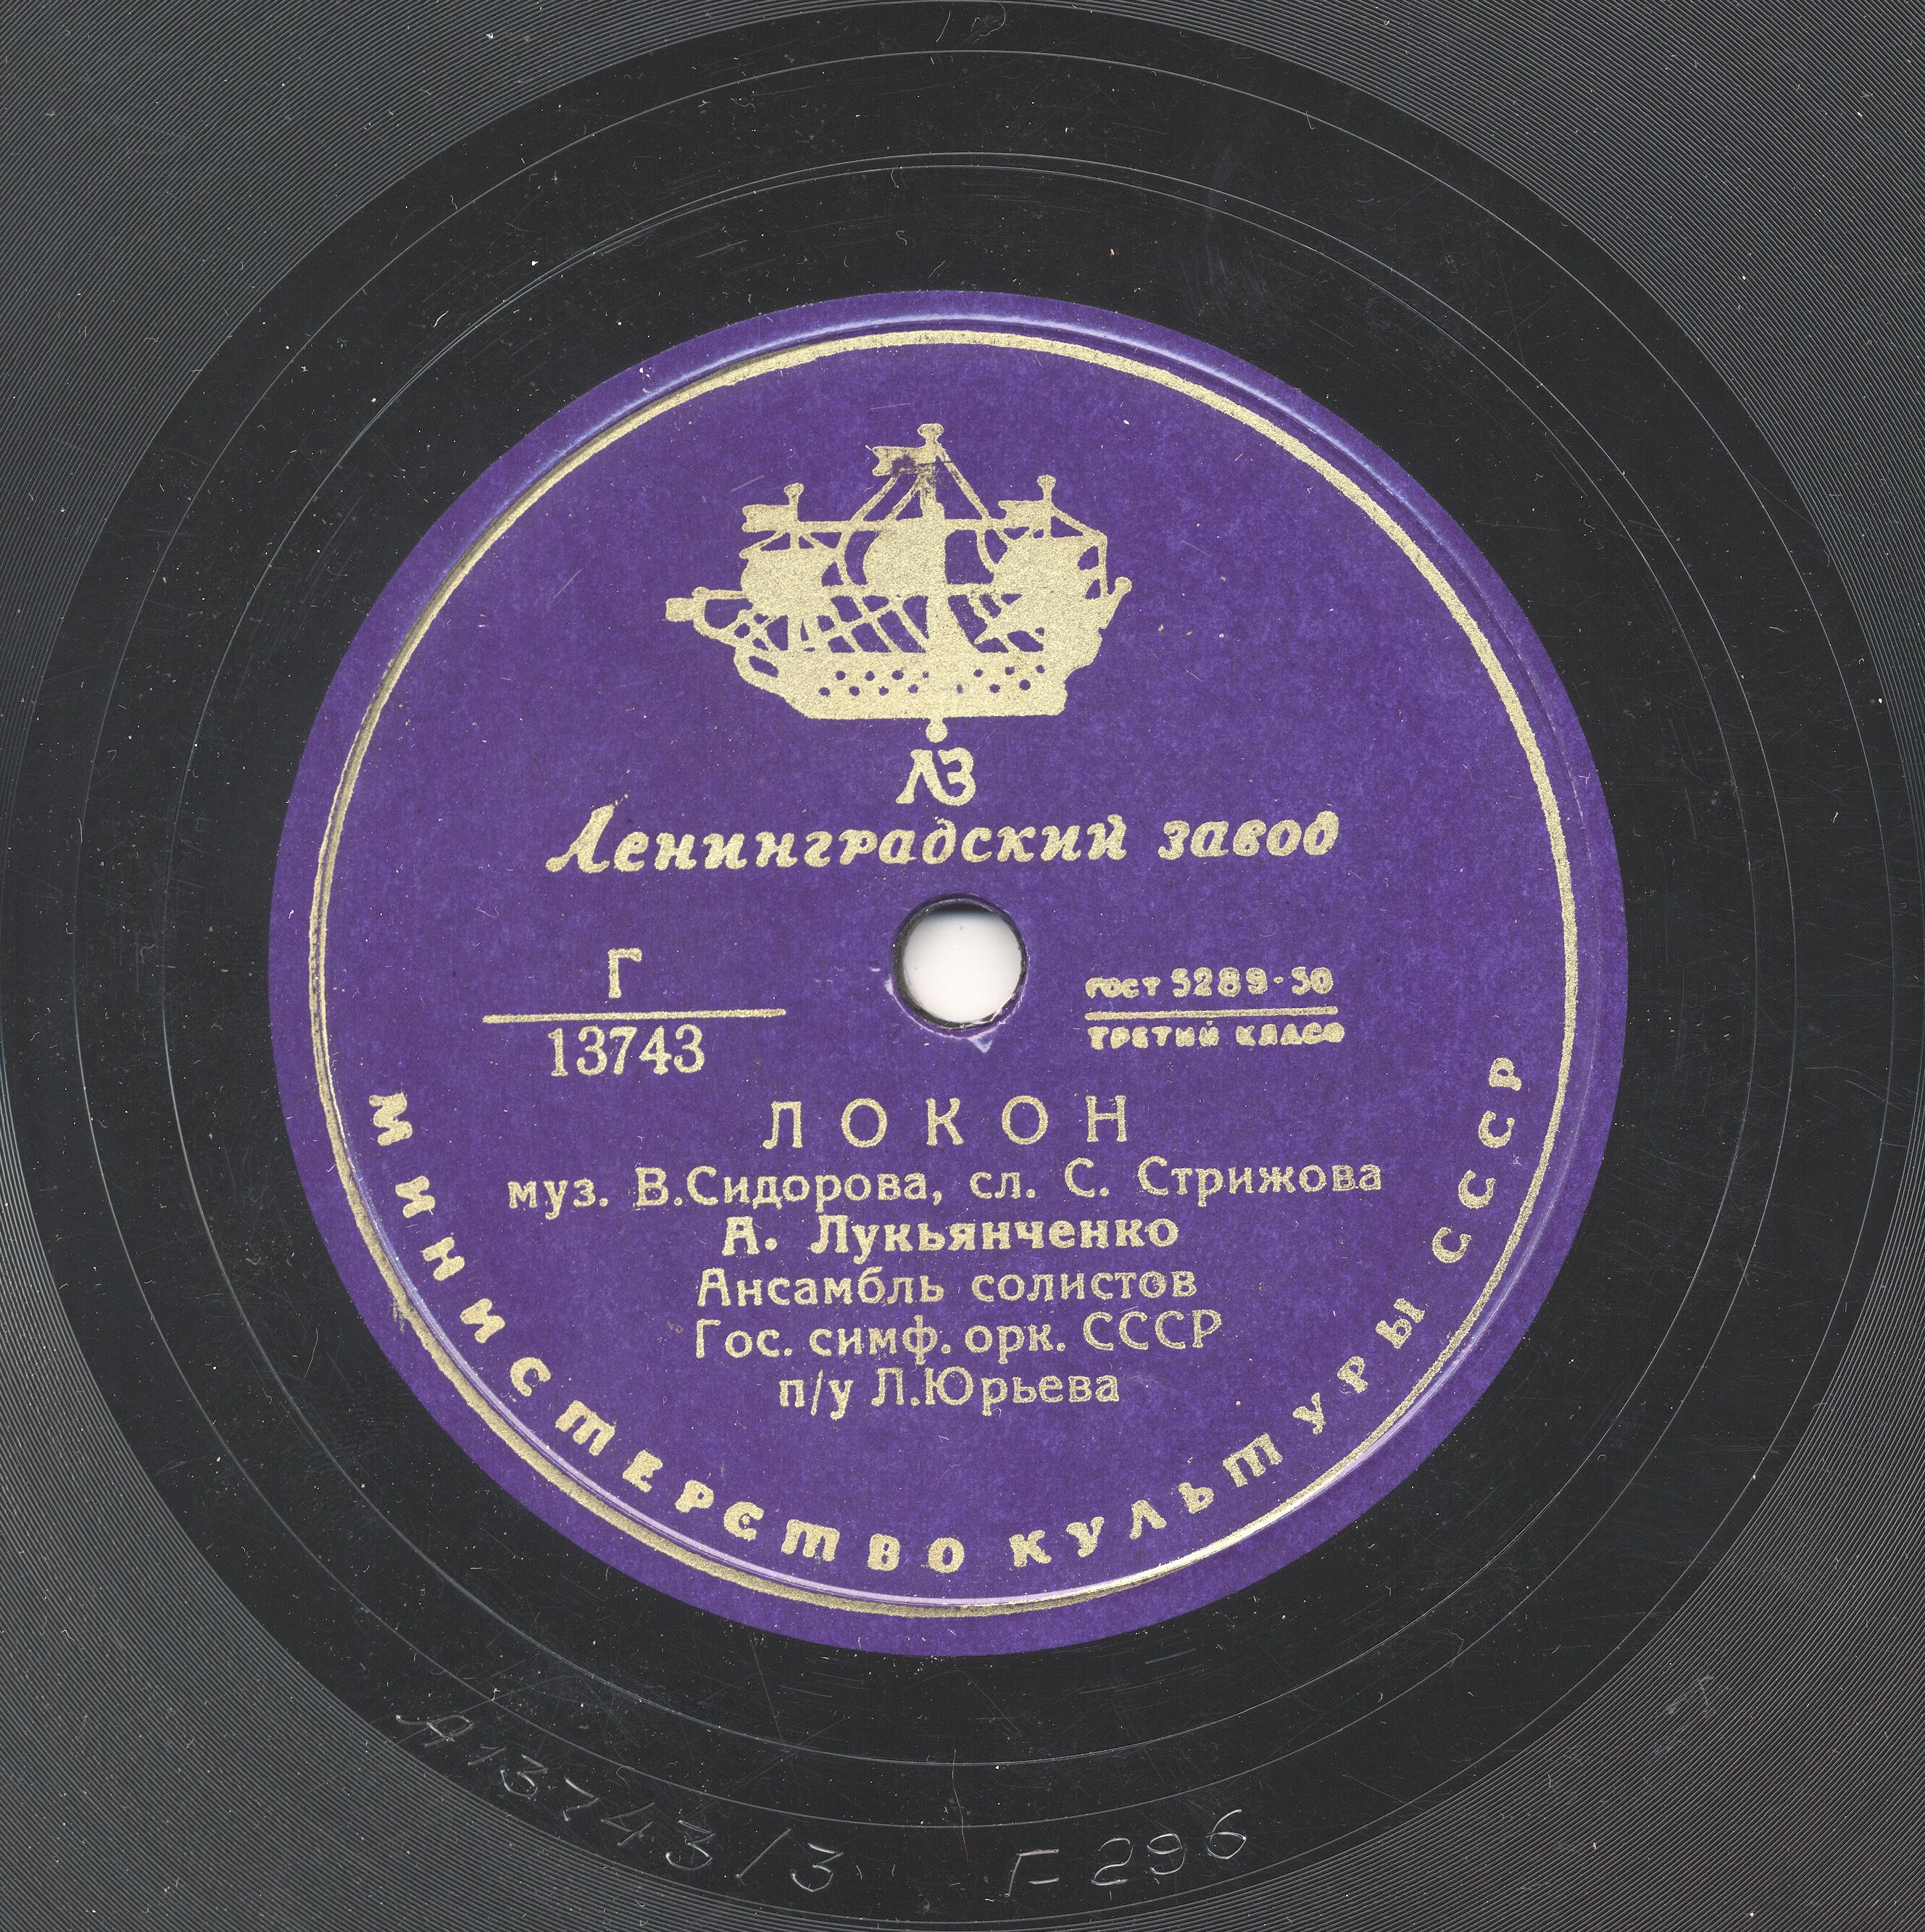 ЛЗ
Ленинградский завод
Г
13743
ГОСТ 5289-50
ТРЕТИЙ КЛАСС
ЛОКОН
муз. В.Сидорова, сл. С. Стрижова
А. Лукьянченко
Ансамбль солистов
Гос. симф. орк. СССР
п/у Л.Юрьева
МИНИСТЕРСТВО КУЛЬТУРЫ СССР
А13743/3 Г-296